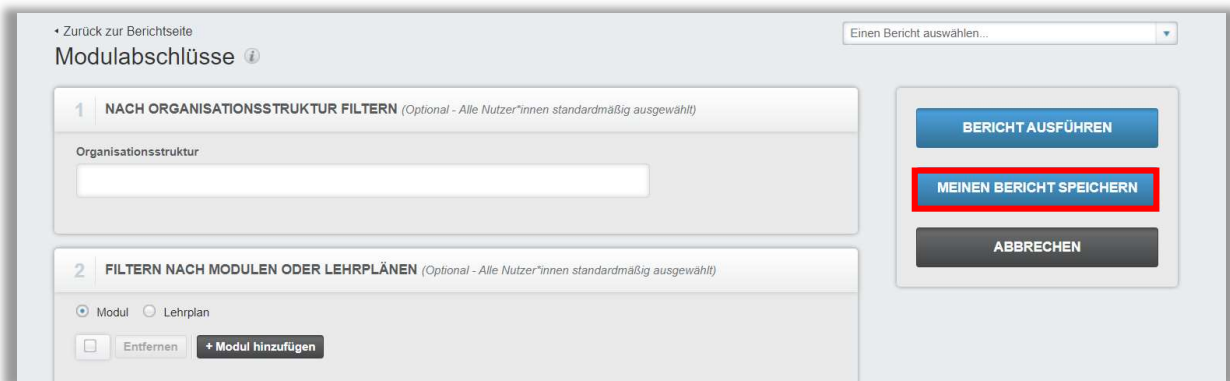 Zurück zur Berichtseite
Einen Bericht auswählen...
Modulabschlüsse
1 NACH ORGANISATIONSSTRUKTUR FILTERN (Optional - Alle Nutzer*innen standardmäßig ausgewählt)
Organisationsstruktur
BERICHT AUSFÜHREN
MEINEN BERICHT SPEICHERN
ABBRECHEN
2 FILTERN NACH MODULEN ODER LEHRPLÄNEN (Optional - Alle Nutzer*innen standardmäßig ausgewählt)
Modul Lehrplan
Entfernen + Modul hinzufügen